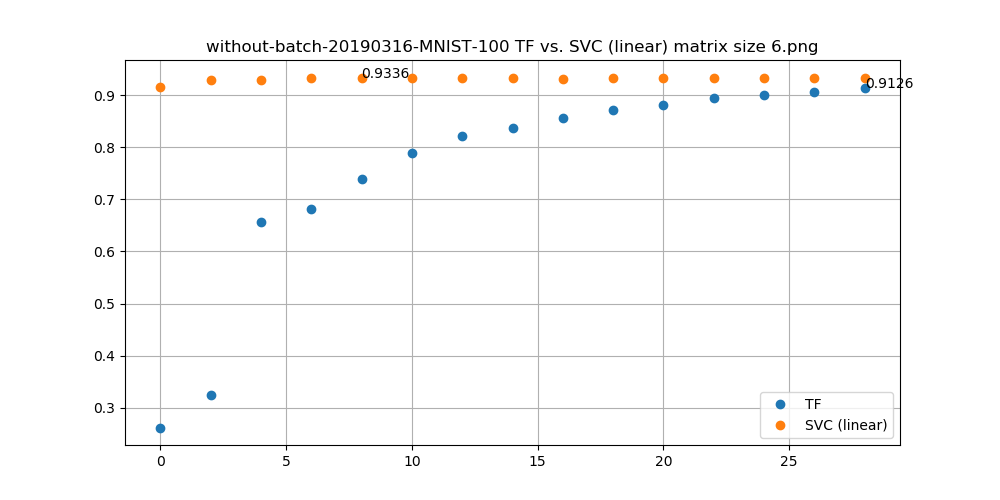 without-batch-20190316-MNIST-100 TF vs. SVC (linear) matrix size 6.png
0.9336
0.9126
0.9
0.8
0.7
0.6
0.5
0.4
0.3
TF
SVC (linear)
0 5 10 15 20 25